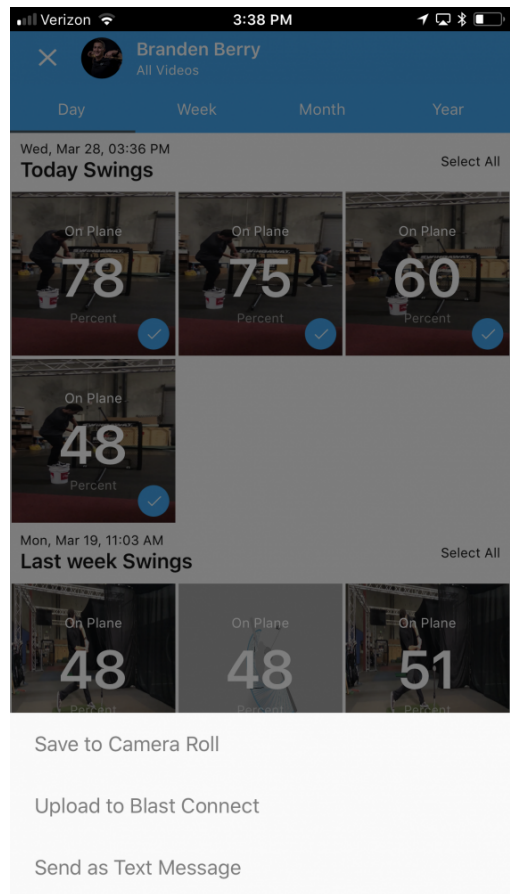 Verizon 3:38 PM
Branden Berry
All Videos
Day Week Month Year
Wed, Mar 28, 03:36 PM
Today Swings Select All
On Plane On Plane On Plane
78 75 60
Percent Percent Percent
On Plane
48
Percent
Mon, Mar 19, 11:03 AM
Last week Swings Select All
On Plane On Plane On Plane
48 48 51
Percent Percent Percent
Save to Camera Roll
Upload to Blast Connect
Send as Text Message